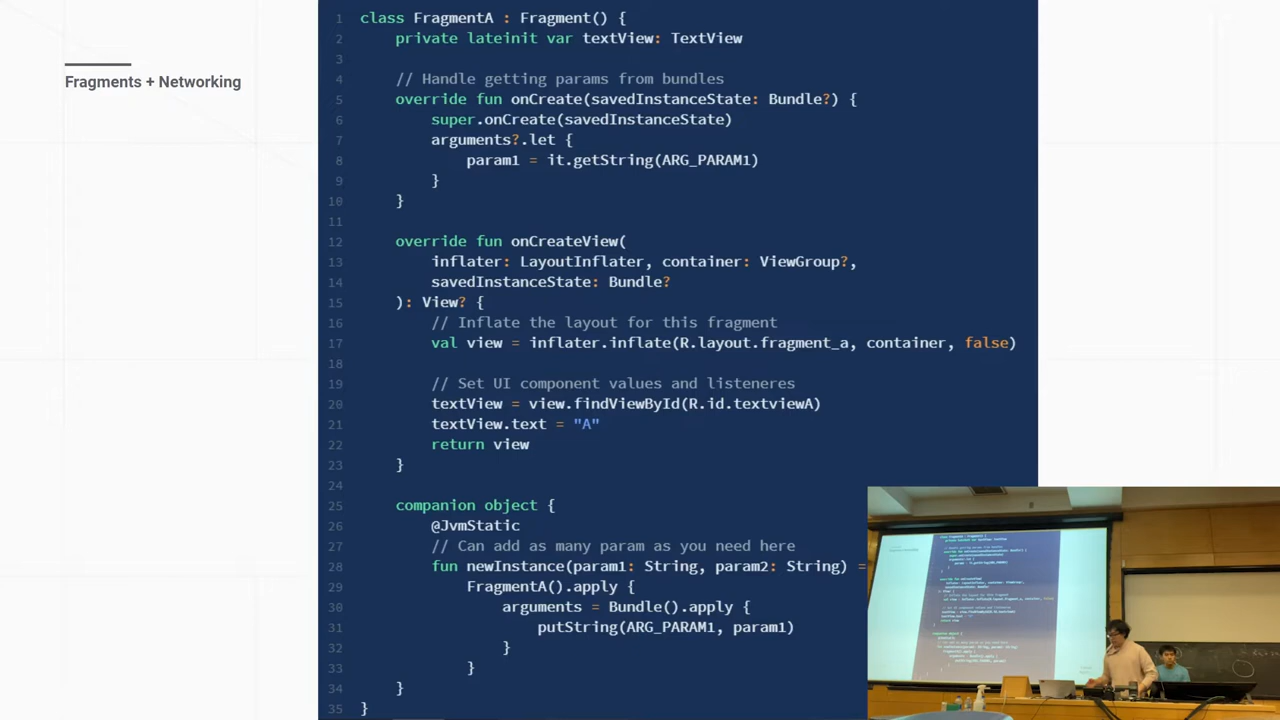 Fragments + Networking
1 class FragmentA : Fragment() {
2 private lateinit var textView: TextView
3
4 // Handle getting params from bundles
5 override fun onCreate(savedInstanceState: Bundle?) {
6 super.onCreate(savedInstanceState)
7 arguments?.let {
8 param1 = it.getString(ARG_PARAM1)
9 }
10 }
11
12 override fun onCreateView(
13 inflater: LayoutInflater, container: ViewGroup?,
14 savedInstanceState: Bundle?
15 ): View? {
16 // Inflate the layout for this fragment
17 val view = inflater.inflate(R.layout.fragment_a, container, false)
18
19 // Set UI component values and listeneres
20 textView = view.findViewById(R.id.textviewA)
21 textView.text = "A"
22 return view
23 }
24
25 companion object {
26 @JvmStatic
27 // Can add as many param as you need here
28 fun newInstance(param1: String, param2: String) =
29 FragmentA().apply {
30 arguments = Bundle().apply {
31 putString(ARG_PARAM1, param1)
32 }
33 }
34 }
35 }